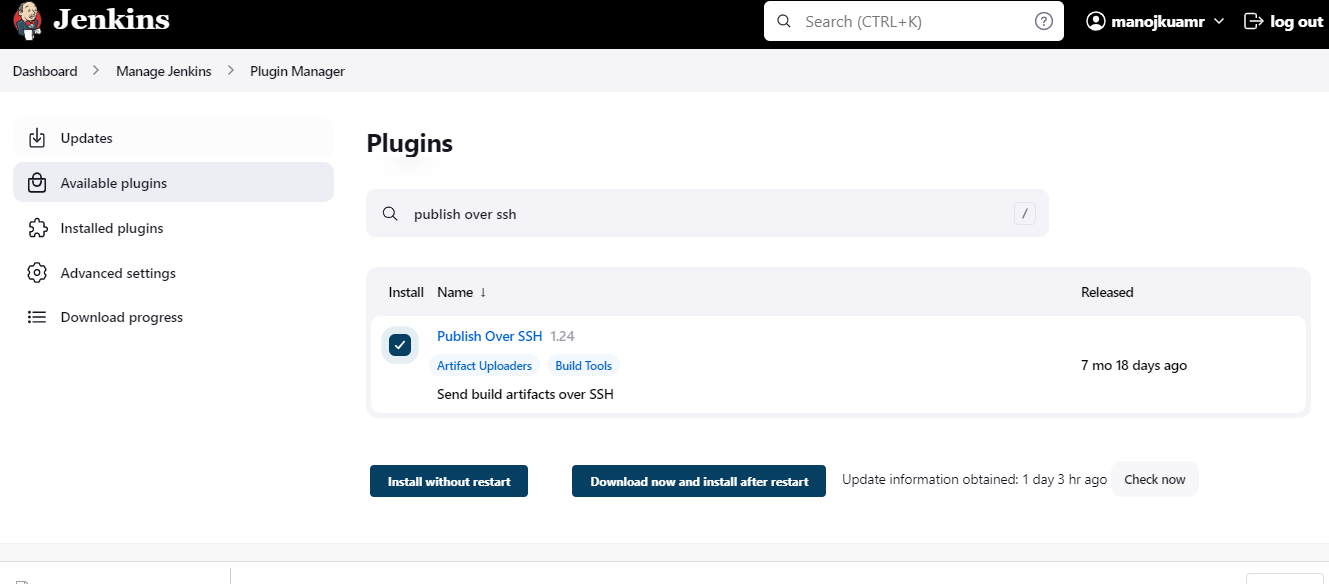 Jenkins
Search (CTRL+K)
?
manojkuamr
log out
Dashboard
Manage Jenkins
Plugin Manager
Updates
Available plugins
Installed plugins
Advanced settings
Download progress
Plugins
publish over ssh
/
Install Name ↓ Released
Publish Over SSH 1.24
Artifact Uploaders Build Tools
7 mo 18 days ago
Send build artifacts over SSH
Install without restart
Download now and install after restart
Update information obtained: 1 day 3 hr ago
Check now